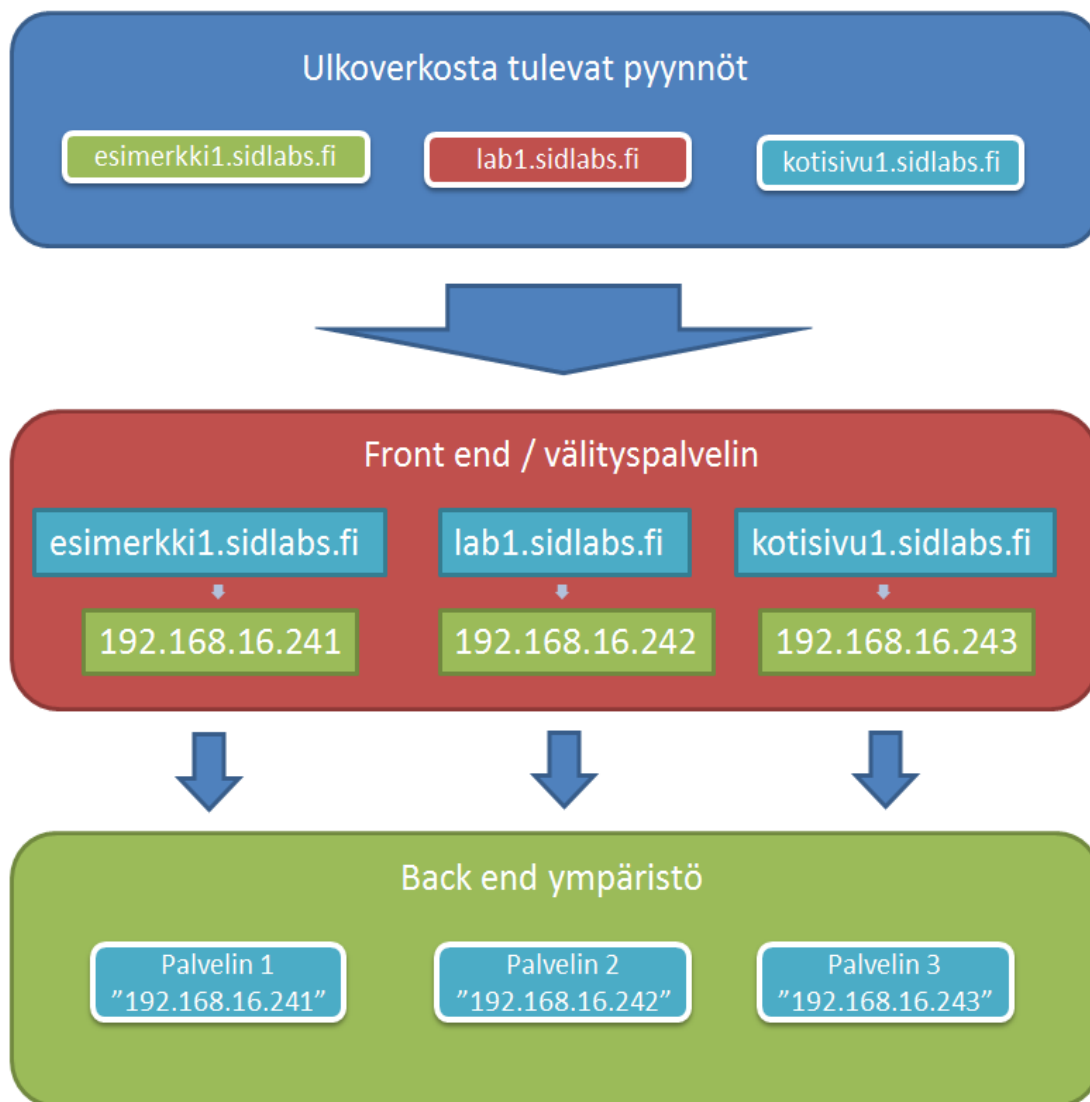 Ulkoverkosta tulevat pyynnöt
esimerkki1.sidlabs.fi
lab1.sidlabs.fi
kotisivu1.sidlabs.fi
Front end / välityspalvelin
esimerkki1.sidlabs.fi
lab1.sidlabs.fi
kotisivu1.sidlabs.fi
192.168.16.241
192.168.16.242
192.168.16.243
Back end ympäristö
Palvelin 1
”192.168.16.241”
Palvelin 2
”192.168.16.242”
Palvelin 3
”192.168.16.243”